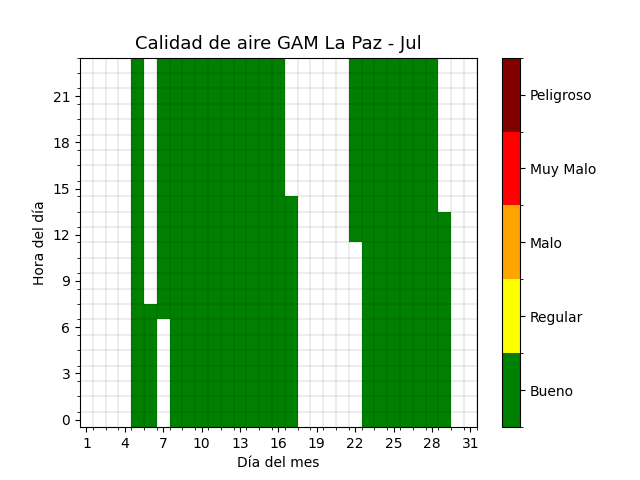 Calidad de aire GAM La Paz - Jul
Hora del día
21
18
15
12
9
6
3
0
1 4 7 10 13 16 19 22 25 28 31
Día del mes
Peligroso
Muy Malo
Malo
Regular
Bueno